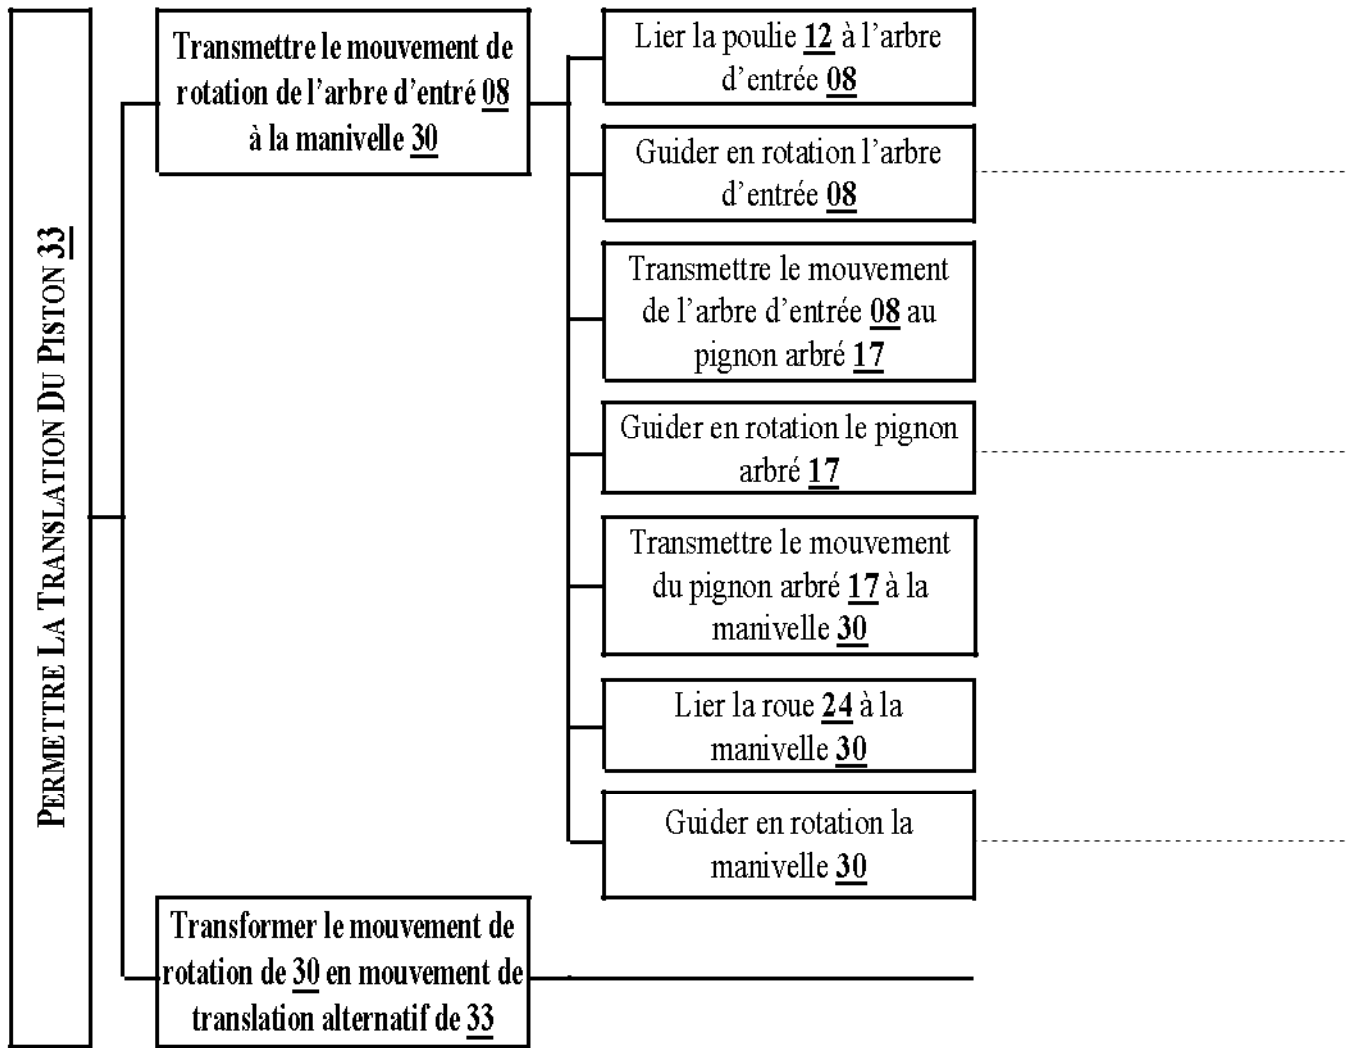 PERMETTRE LA TRANSLATION DU PISTON 33
Transmettre le mouvement de
rotation de l’arbre d’entré 08
à la manivelle 30
Lier la poulie 12 à l’arbre
d’entrée 08
Guider en rotation l’arbre
d’entrée 08
Transmettre le mouvement
de l’arbre d’entrée 08 au
pignon arbré 17
Guider en rotation le pignon
arbré 17
Transmettre le mouvement
du pignon arbré 17 à la
manivelle 30
Lier la roue 24 à la
manivelle 30
Guider en rotation la
manivelle 30
Transformer le mouvement de
rotation de 30 en mouvement de
translation alternatif de 33